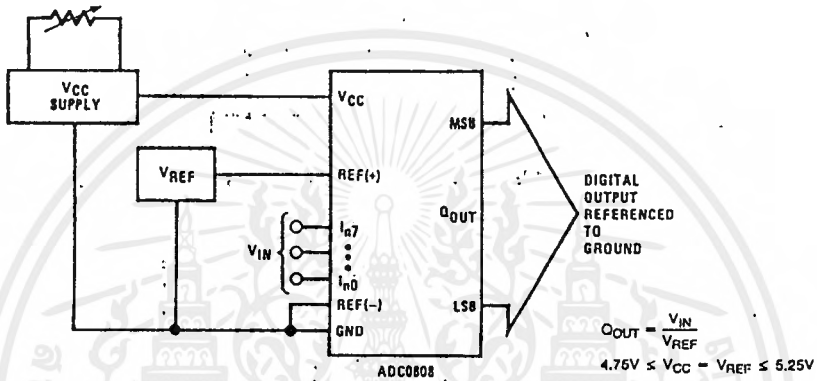 VCC
SUPPLY
VCC
MSB
VREF
REF(+)
DIGITAL
OUTPUT
REFERENCED
TO
GROUND
QOUT
VIN
In7
In0
REF(-)
LSB
GND
ADC0808
QOUT = VIN / VREF
4.75V ≤ VCC = VREF ≤ 5.25V